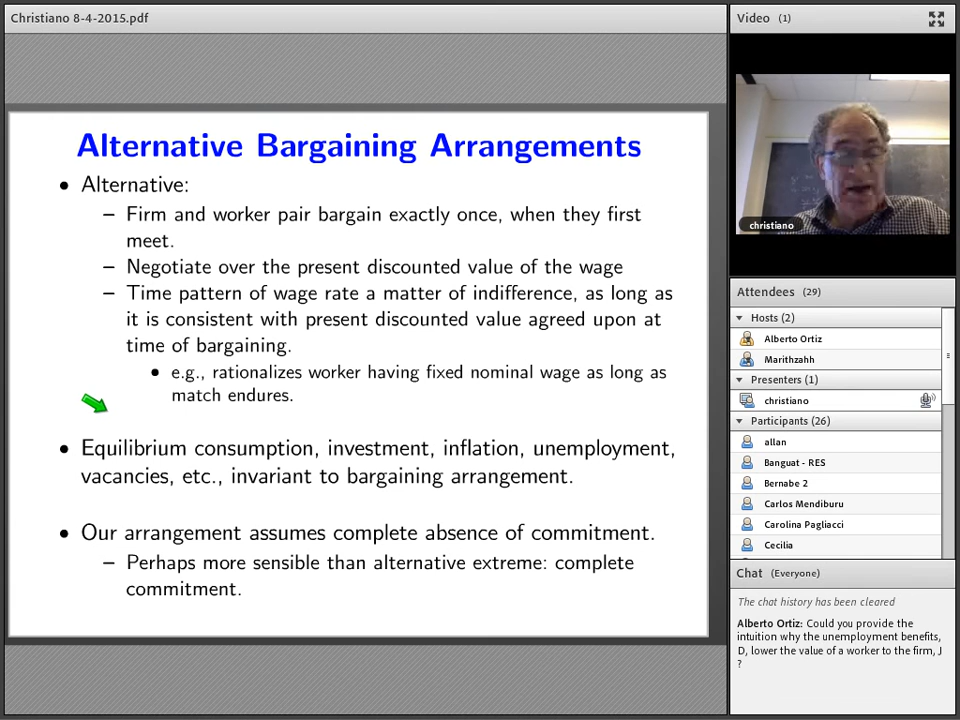 Christiano 8-4-2015.pdf
Alternative Bargaining Arrangements
• Alternative:
– Firm and worker pair bargain exactly once, when they first
meet.
– Negotiate over the present discounted value of the wage
– Time pattern of wage rate a matter of indifference, as long as
it is consistent with present discounted value agreed upon at
time of bargaining.
• e.g., rationalizes worker having fixed nominal wage as long as
match endures.
• Equilibrium consumption, investment, inflation, unemployment,
vacancies, etc., invariant to bargaining arrangement.
• Our arrangement assumes complete absence of commitment.
– Perhaps more sensible than alternative extreme: complete
commitment.
Video (1)
christiano
Attendees (29)
Hosts (2)
Alberto Ortiz
Marithzahh
Presenters (1)
christiano
Participants (26)
allan
Banguat - RES
Bernabe 2
Carlos Mendiburu
Carolina Pagliacci
Cecilia
Chat (Everyone)
The chat history has been cleared
Alberto Ortiz: Could you provide the
intuition why the unemployment benefits,
D, lower the value of a worker to the firm, J
?